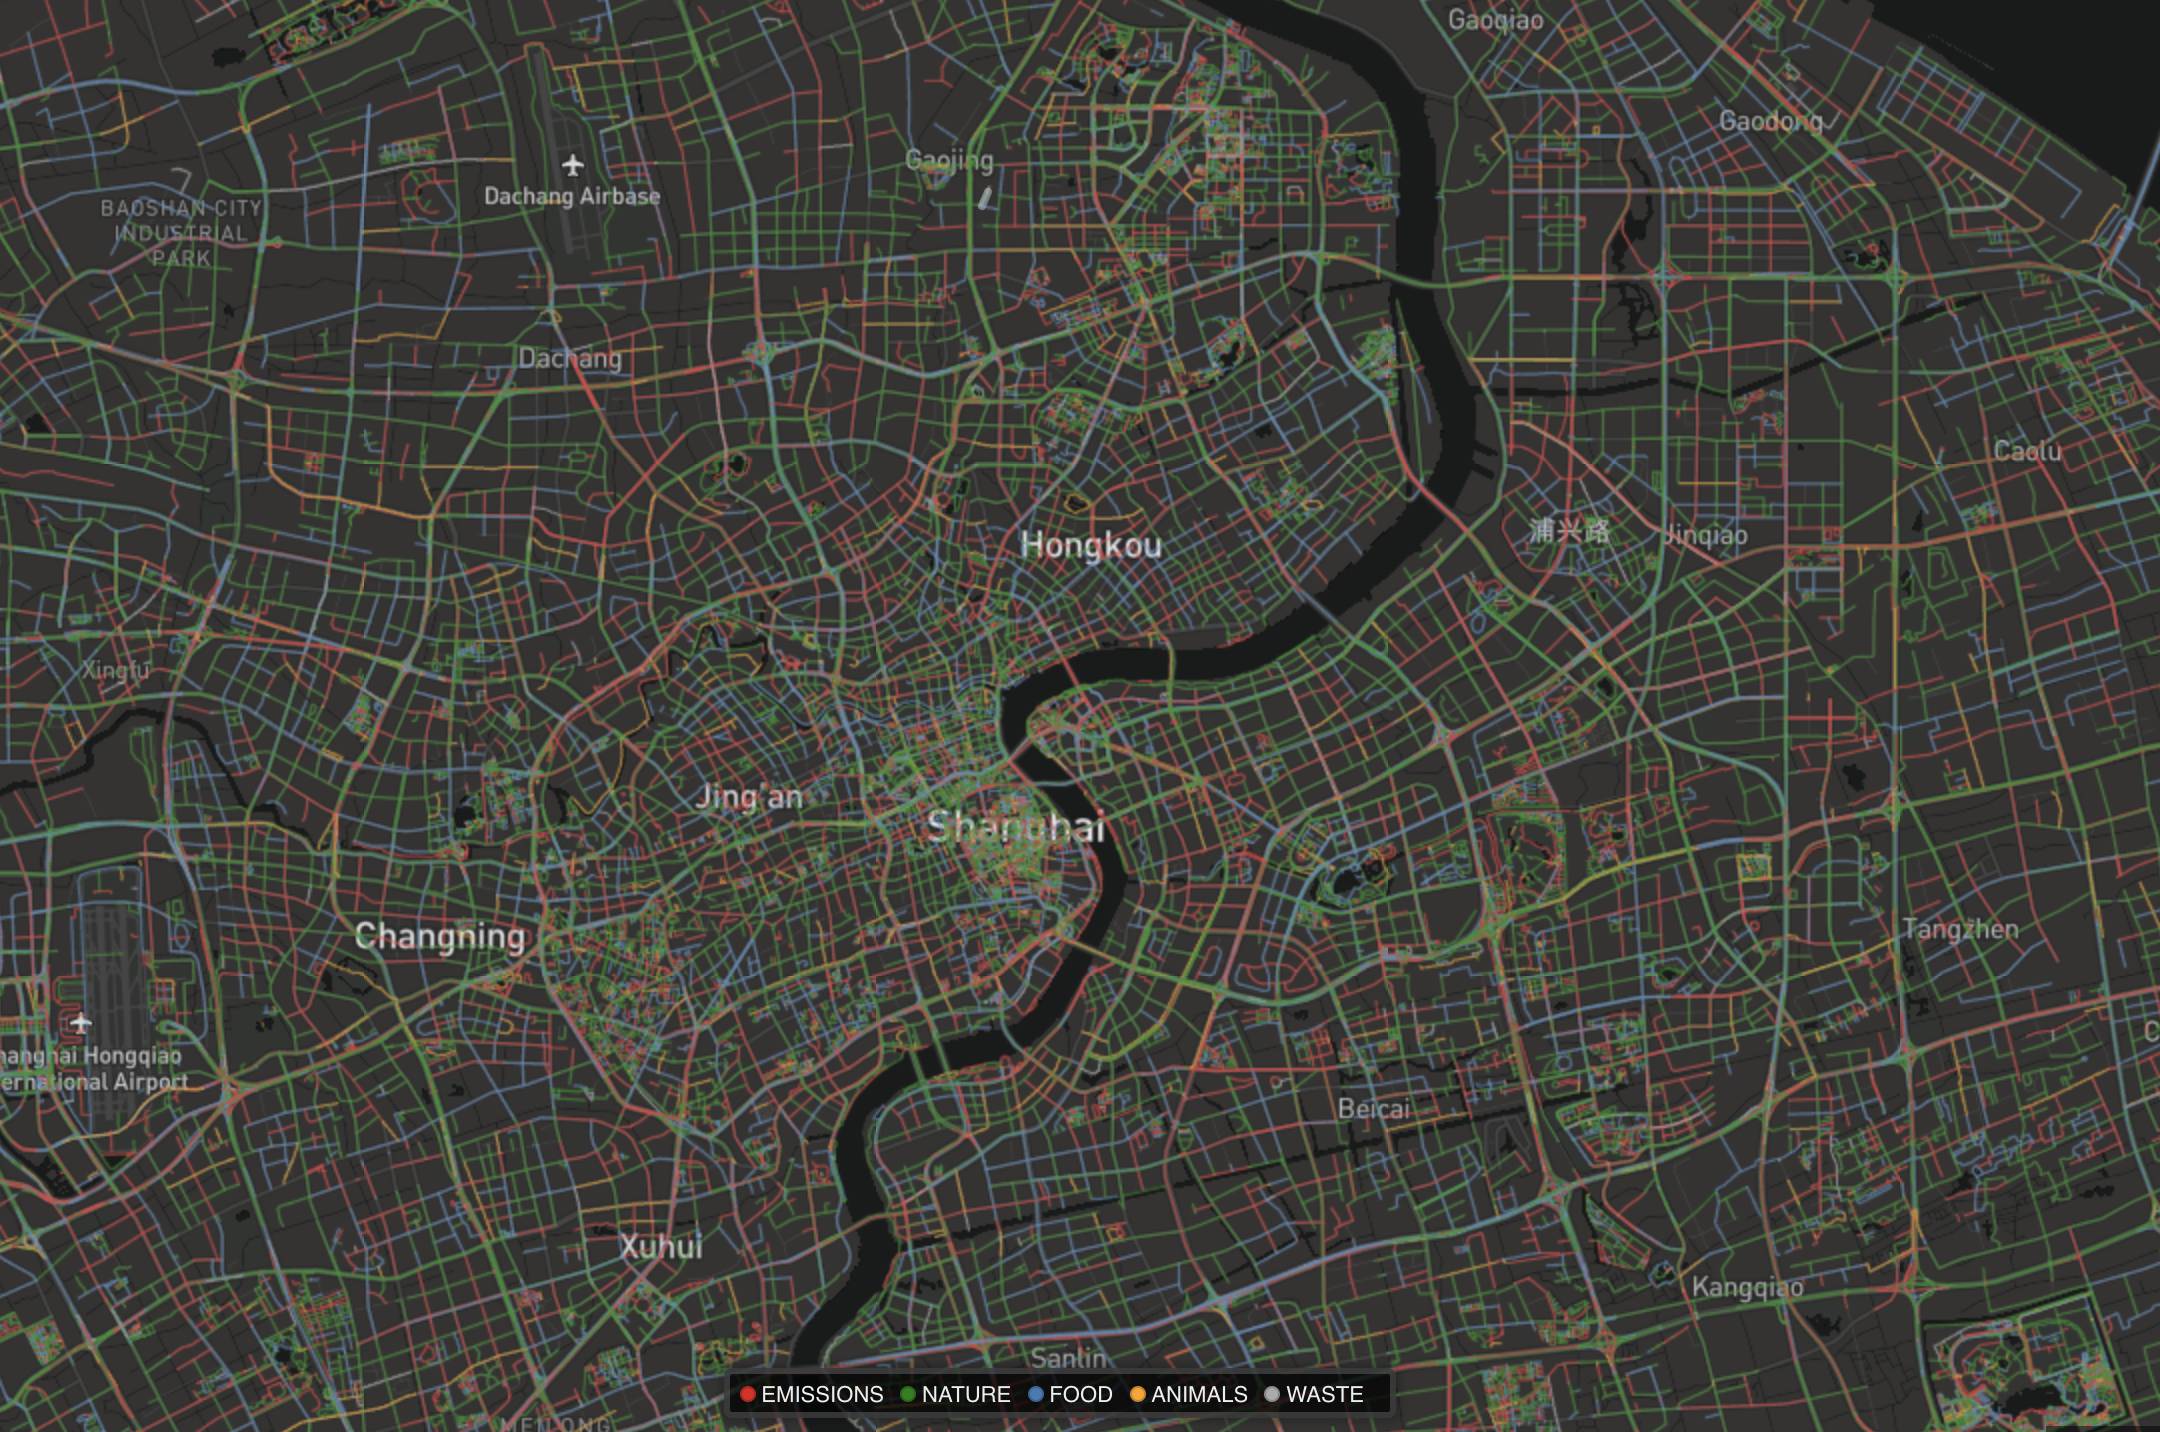 Gaoqiao
Gaodong
Gaojing
Dachang Airbase
BAOSHAN CITY
INDUSTRIAL
PARK
Dachang
Caolu
Hongkou
浦兴路
Jinqiao
Xingfu
Jing'an
Shanghai
Changning
Tangzhen
hanghai Hongqiao
ernational Airport
C
Beicai
Xuhui
Kangqiao
Sanlin
EMISSIONS NATURE FOOD ANIMALS WASTE